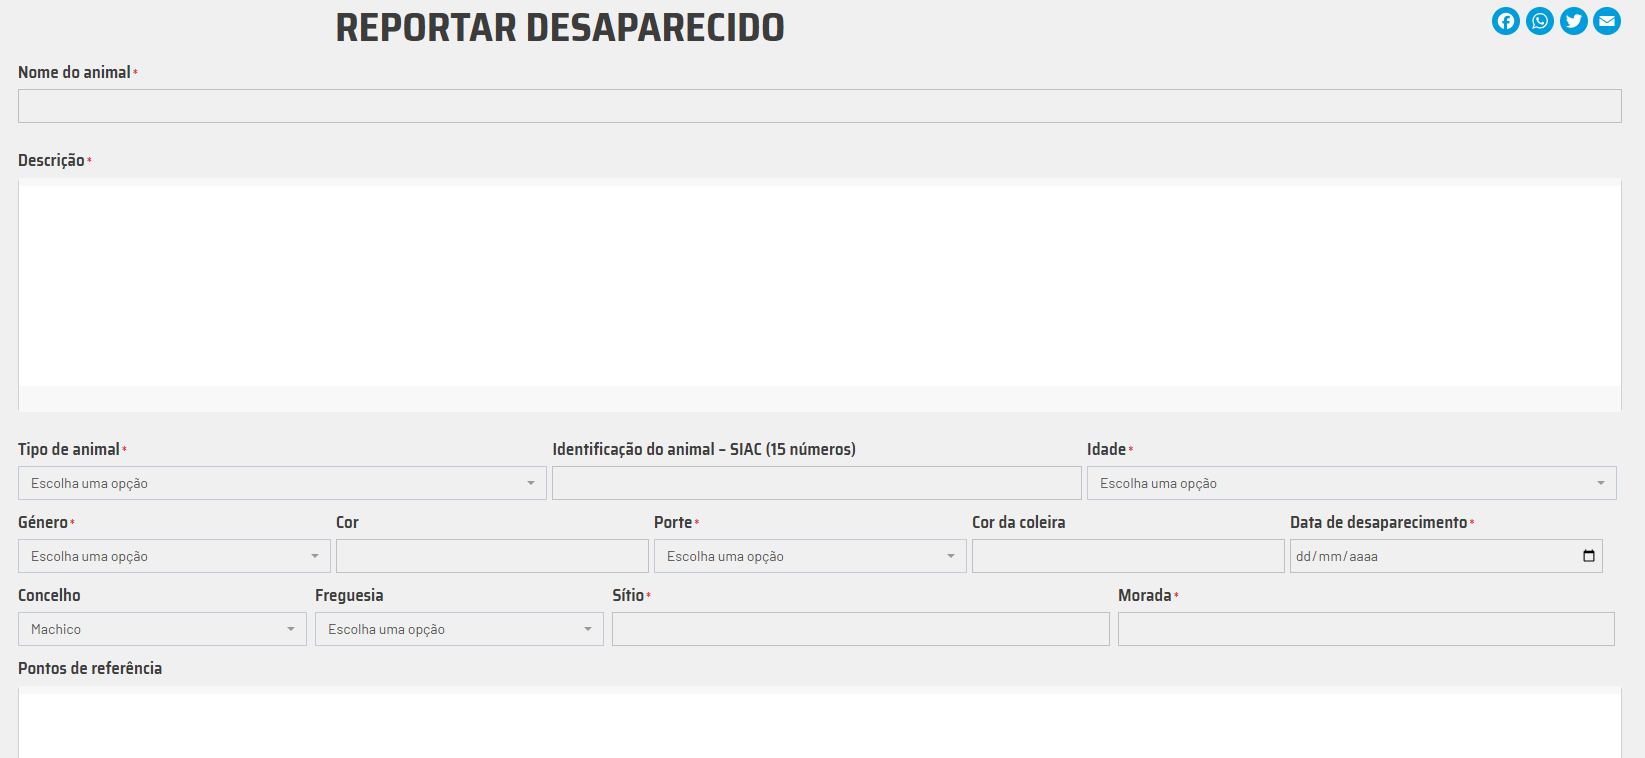 REPORTAR DESAPARECIDO
Nome do animal *
Descrição *
Tipo de animal * Identificação do animal – SIAC (15 números) Idade *
Escolha uma opção Escolha uma opção
Género * Cor Porte * Cor da coleira Data de desaparecimento *
Escolha uma opção Escolha uma opção dd/mm/aaaa
Concelho Freguesia Sítio * Morada *
Machico Escolha uma opção
Pontos de referência